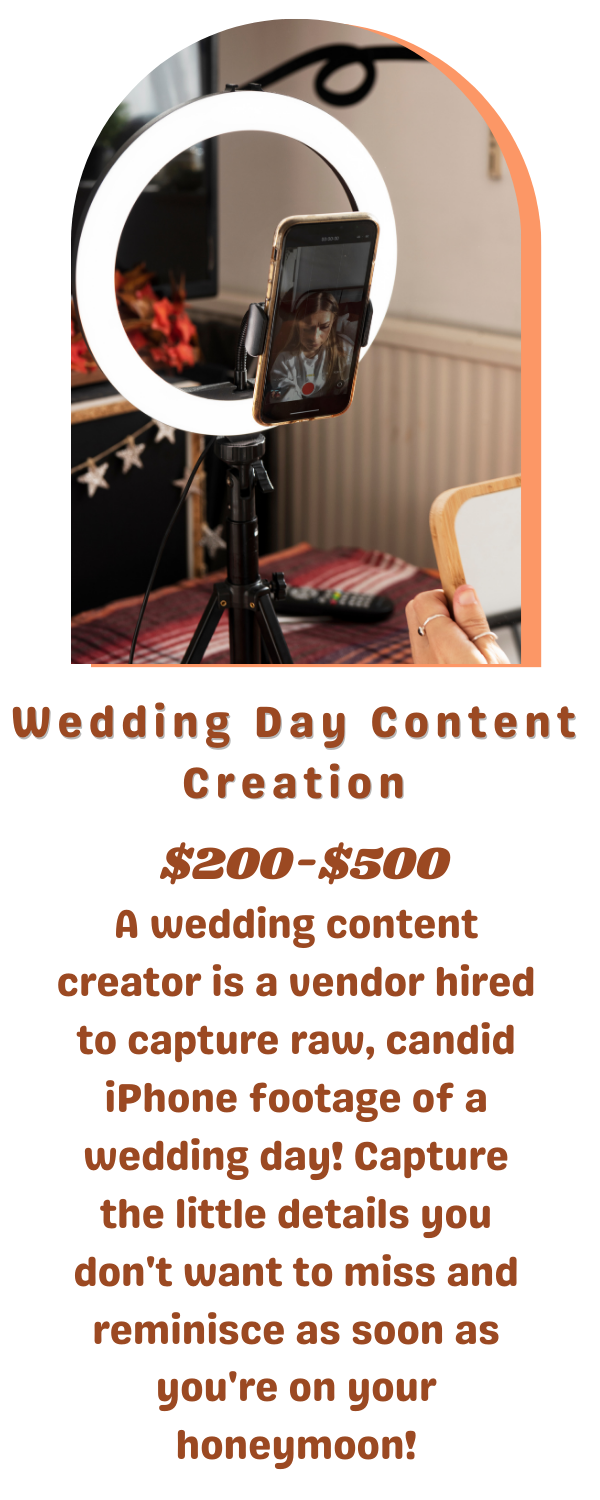 Wedding Day Content
Creation
$200-$500
A wedding content
creator is a vendor hired
to capture raw, candid
iPhone footage of a
wedding day! Capture
the little details you
don't want to miss and
reminisce as soon as
you're on your
honeymoon!